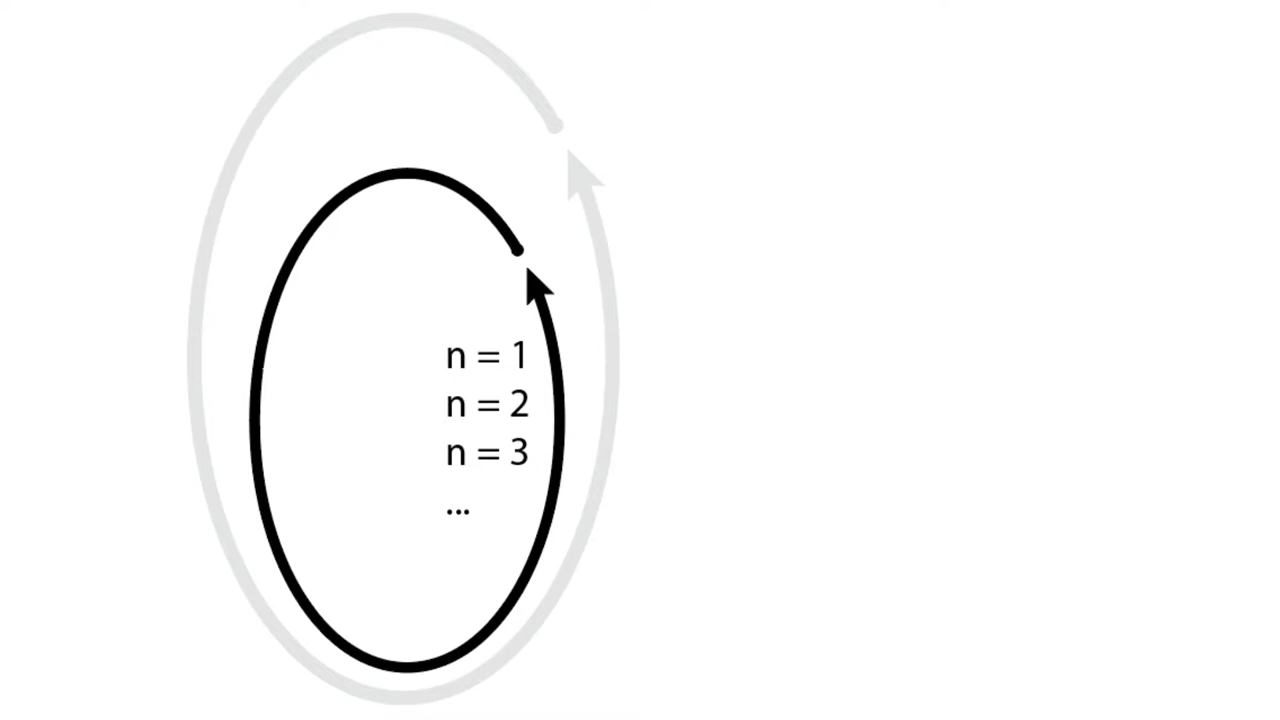 n = 1
n = 2
n = 3
...